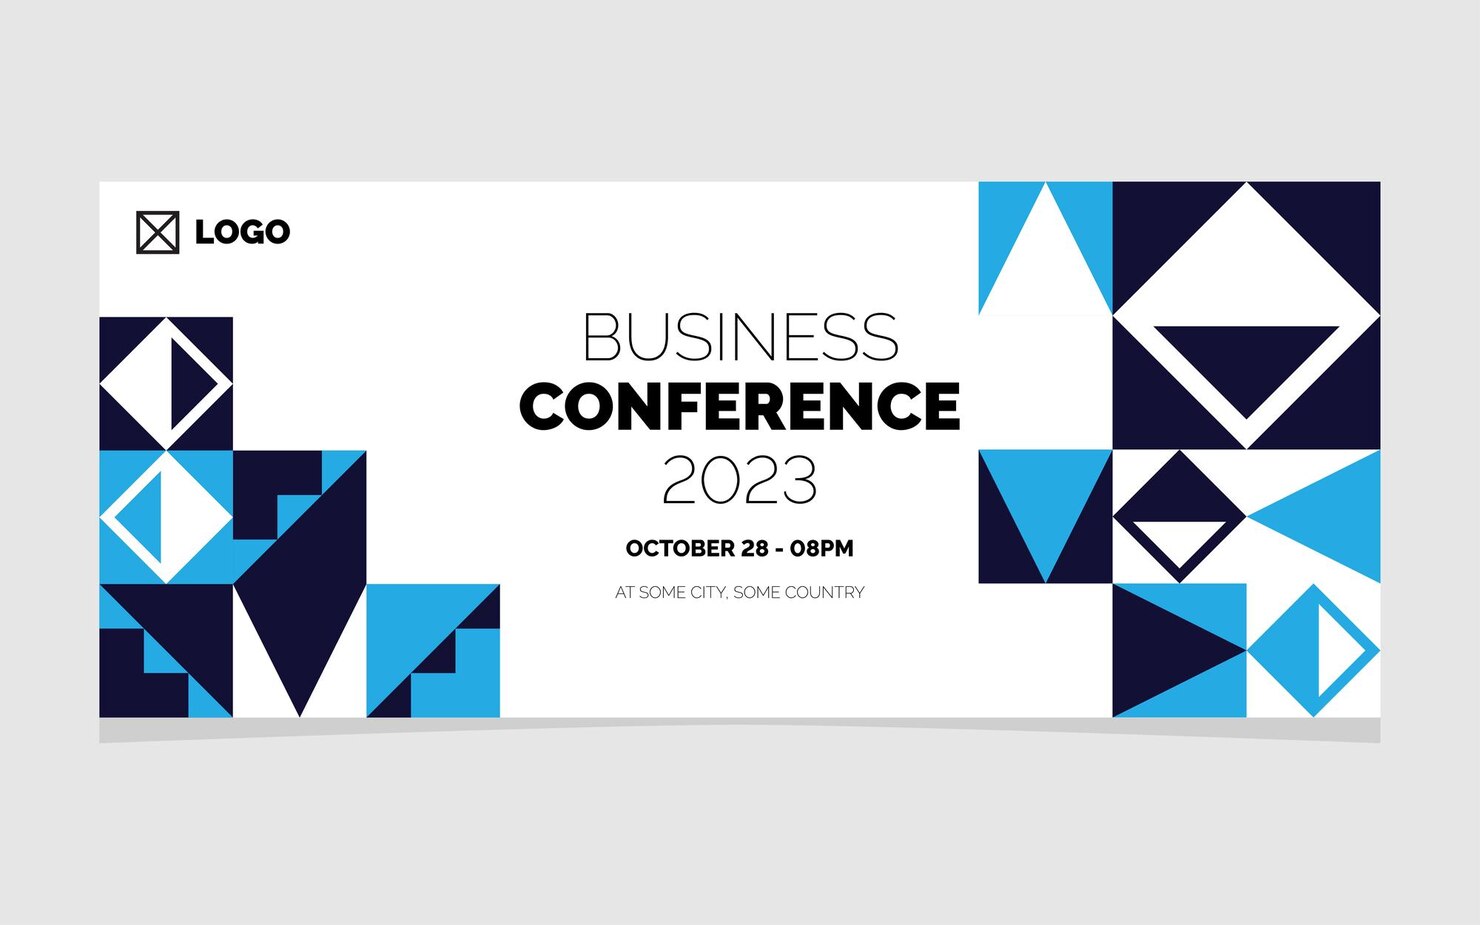 LOGO
BUSINESS
CONFERENCE
2023
OCTOBER 28 - 08PM
AT SOME CITY, SOME COUNTRY